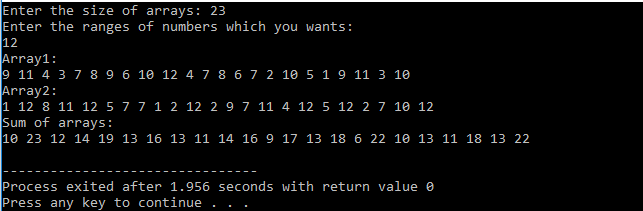 Enter the size of arrays: 23
Enter the ranges of numbers which you wants:
12
Array1:
9 11 4 3 7 8 9 6 10 12 4 7 8 6 7 2 10 5 1 9 11 3 10
Array2:
1 12 8 11 12 5 7 7 1 2 12 2 9 7 11 4 12 5 12 2 7 10 12
Sum of arrays:
10 23 12 14 19 13 16 13 11 14 16 9 17 13 18 6 22 10 13 11 18 13 22
--------------------------------
Process exited after 1.956 seconds with return value 0
Press any key to continue . . .